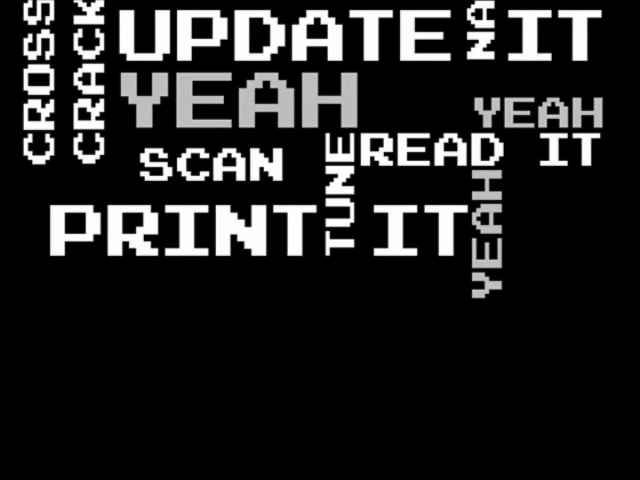 CROSS
CRACK
UPDATE IT
NA
YEAH
YEAH
SCAN
TUNE
READ IT
PRINT IT
YEAH